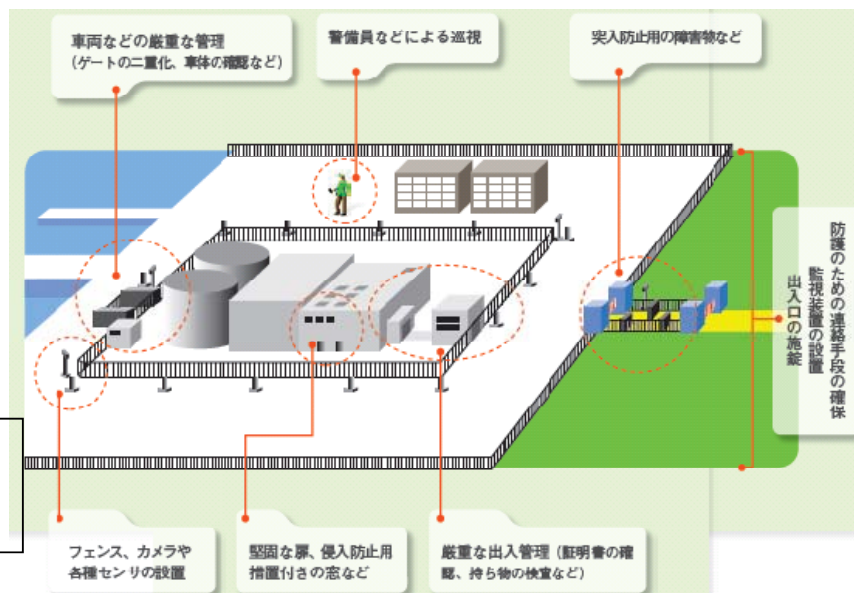 車両などの厳重な管理
（ゲートの二重化、車体の確認など）
警備員などによる巡視
突入防止用の障害物など
防護のための連絡手段の確保
監視装置の設置
出入口の施錠
フェンス、カメラや
各種センサの設置
堅固な扉、侵入防止用
措置付きの窓など
厳重な出入管理（証明書の確
認、持ち物の検査など）